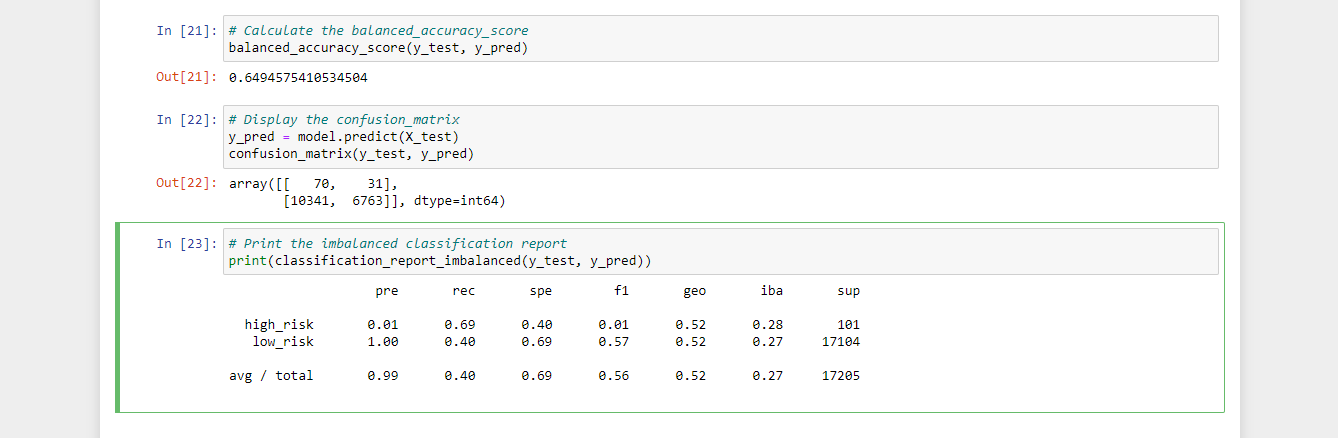 In [21]: # Calculate the balanced_accuracy_score
balanced_accuracy_score(y_test, y_pred)
Out[21]: 0.6494575410534504
In [22]: # Display the confusion_matrix
y_pred = model.predict(X_test)
confusion_matrix(y_test, y_pred)
Out[22]: array([[   70,    31],
       [10341,  6763]], dtype=int64)
In [23]: # Print the imbalanced classification report
print(classification_report_imbalanced(y_test, y_pred))
pre rec spe f1 geo iba sup
high_risk 0.01 0.69 0.40 0.01 0.52 0.28 101
low_risk 1.00 0.40 0.69 0.57 0.52 0.27 17104
avg / total 0.99 0.40 0.69 0.56 0.52 0.27 17205